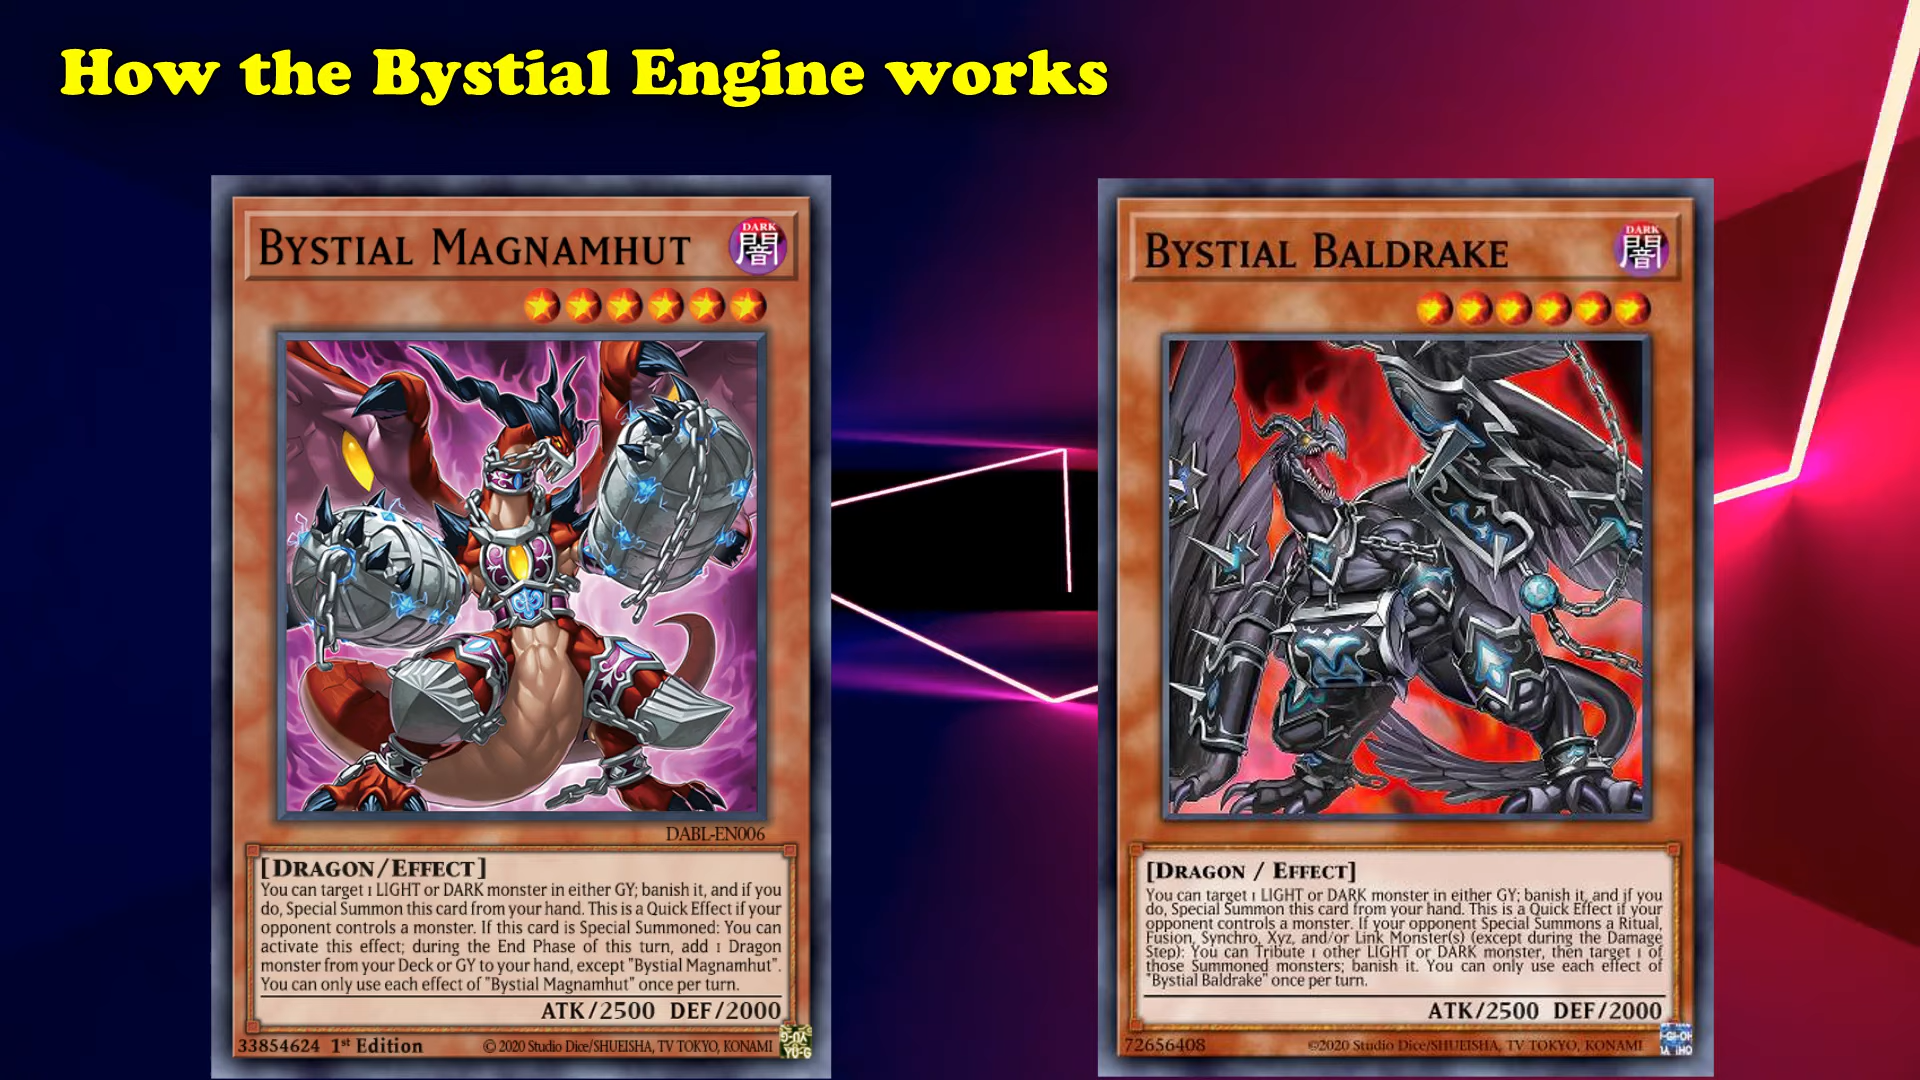 How the Bystial Engine works
BYSTIAL MAGNAMHUT
DARK
闇
DABL-EN006
[DRAGON/EFFECT]
You can target 1 LIGHT or DARK monster in either GY; banish it, and if you
do, Special Summon this card from your hand. This is a Quick Effect if your
opponent controls a monster. If this card is Special Summoned: You can
activate this effect; during the End Phase of this turn, add 1 Dragon
monster from your Deck or GY to your hand, except "Bystial Magnamhut".
You can only use each effect of "Bystial Magnamhut" once per turn.
ATK/2500 DEF/2000
33854624 1st Edition
© 2020 Studio Dice/SHUEISHA, TV TOKYO, KONAMI
BYSTIAL BALDRAKE
DARK
闇
[DRAGON / EFFECT]
You can target 1 LIGHT or DARK monster in either GY; banish it, and if you
do, Special Summon this card from your hand. This is a Quick Effect if your
opponent controls a monster. If your opponent Special Summons a Ritual,
Fusion, Synchro, Xyz, and/or Link Monster(s) (except during the Damage
Step): You can Tribute 1 other LIGHT or DARK monster, then target 1 of
those Summoned monsters; banish it. You can only use each effect of
"Bystial Baldrake" once per turn.
ATK/2500 DEF/2000
72656408
©2020 Studio Dice/SHUEISHA, TV TOKYO, KONAMI